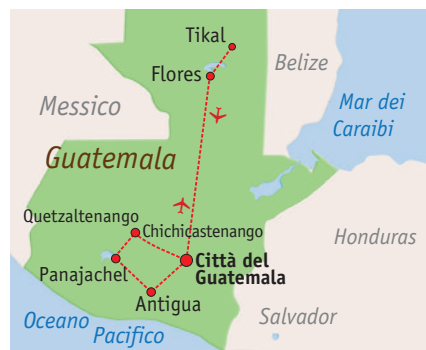 Tikal
Flores
Belize
Messico
Mar dei
Caraibi
Guatemala
Quetzaltenango
Chichicastenango
Honduras
Panajachel
Città del
Guatemala
Antigua
Salvador
Oceano
Pacifico